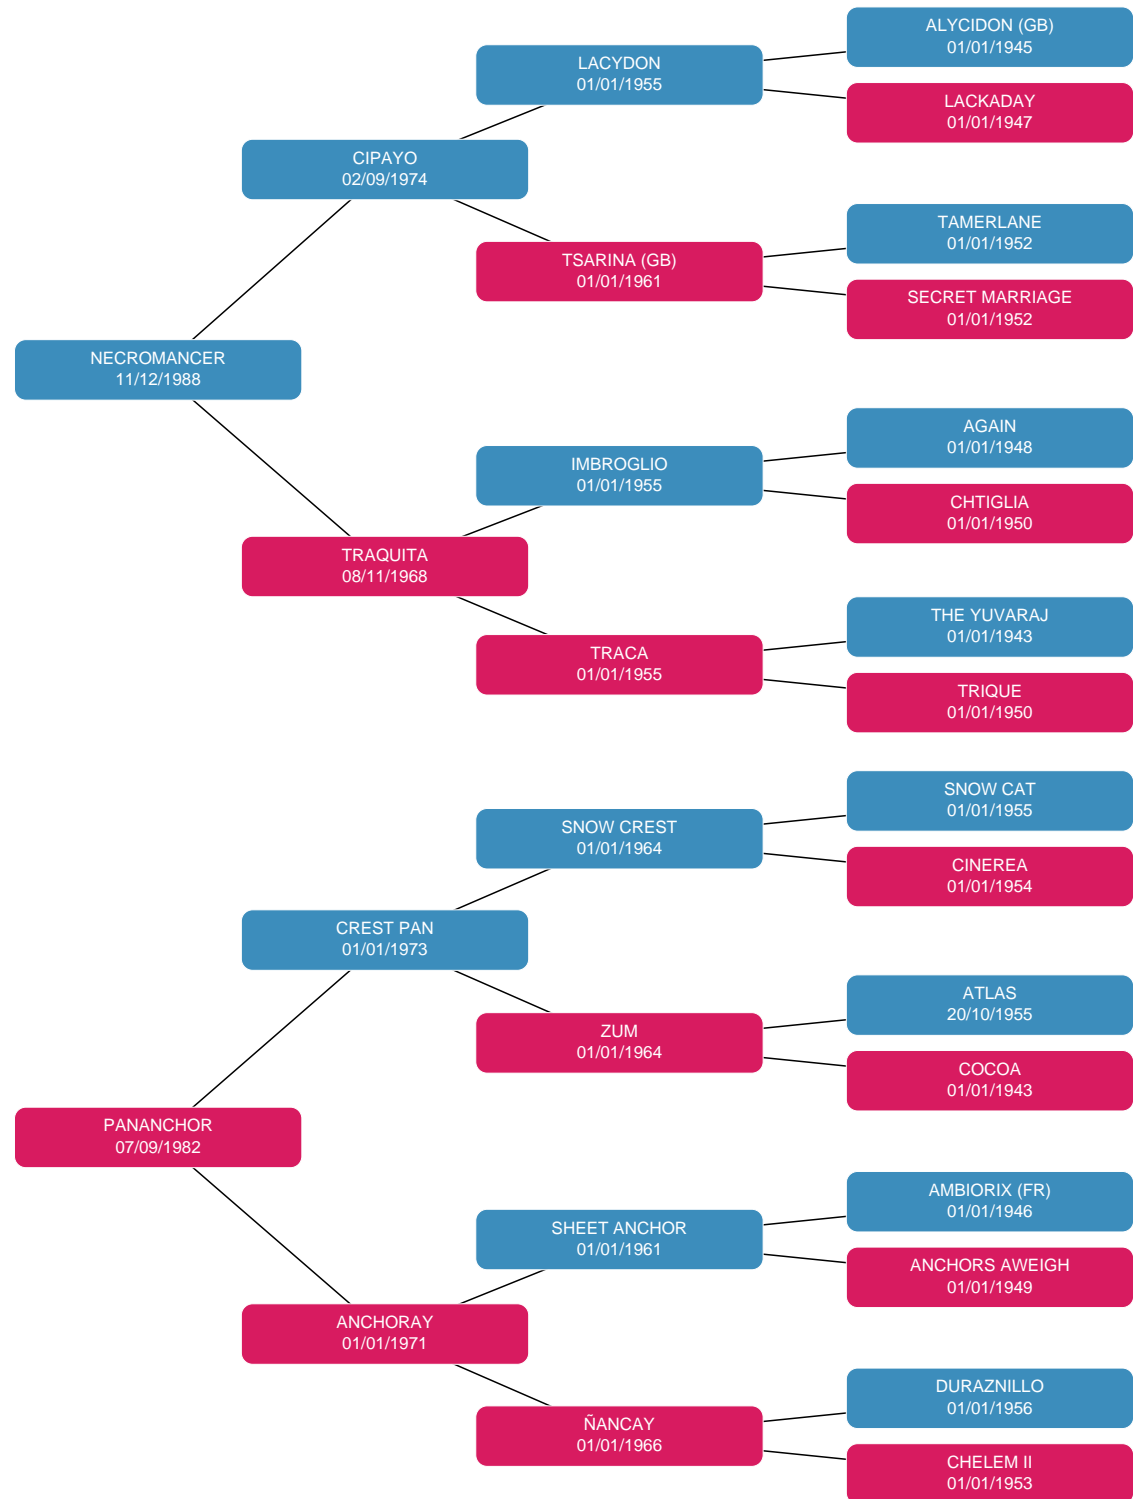 ALYCIDON (GB)
01/01/1945
LACYDON
01/01/1955
LACKADAY
01/01/1947
CIPAYO
02/09/1974
TAMERLANE
01/01/1952
TSARINA (GB)
01/01/1961
SECRET MARRIAGE
01/01/1952
NECROMANCER
11/12/1988
AGAIN
01/01/1948
IMBROGLIO
01/01/1955
CHTIGLIA
01/01/1950
TRAQUITA
08/11/1968
THE YUVARAJ
01/01/1943
TRACA
01/01/1955
TRIQUE
01/01/1950
SNOW CAT
01/01/1955
SNOW CREST
01/01/1964
CINEREA
01/01/1954
CREST PAN
01/01/1973
ATLAS
20/10/1955
ZUM
01/01/1964
COCOA
01/01/1943
PANANCHOR
07/09/1982
AMBIORIX (FR)
01/01/1946
SHEET ANCHOR
01/01/1961
ANCHORS AWEIGH
01/01/1949
ANCHORAY
01/01/1971
DURAZNILLO
01/01/1956
ÑANCAY
01/01/1966
CHELEM II
01/01/1953